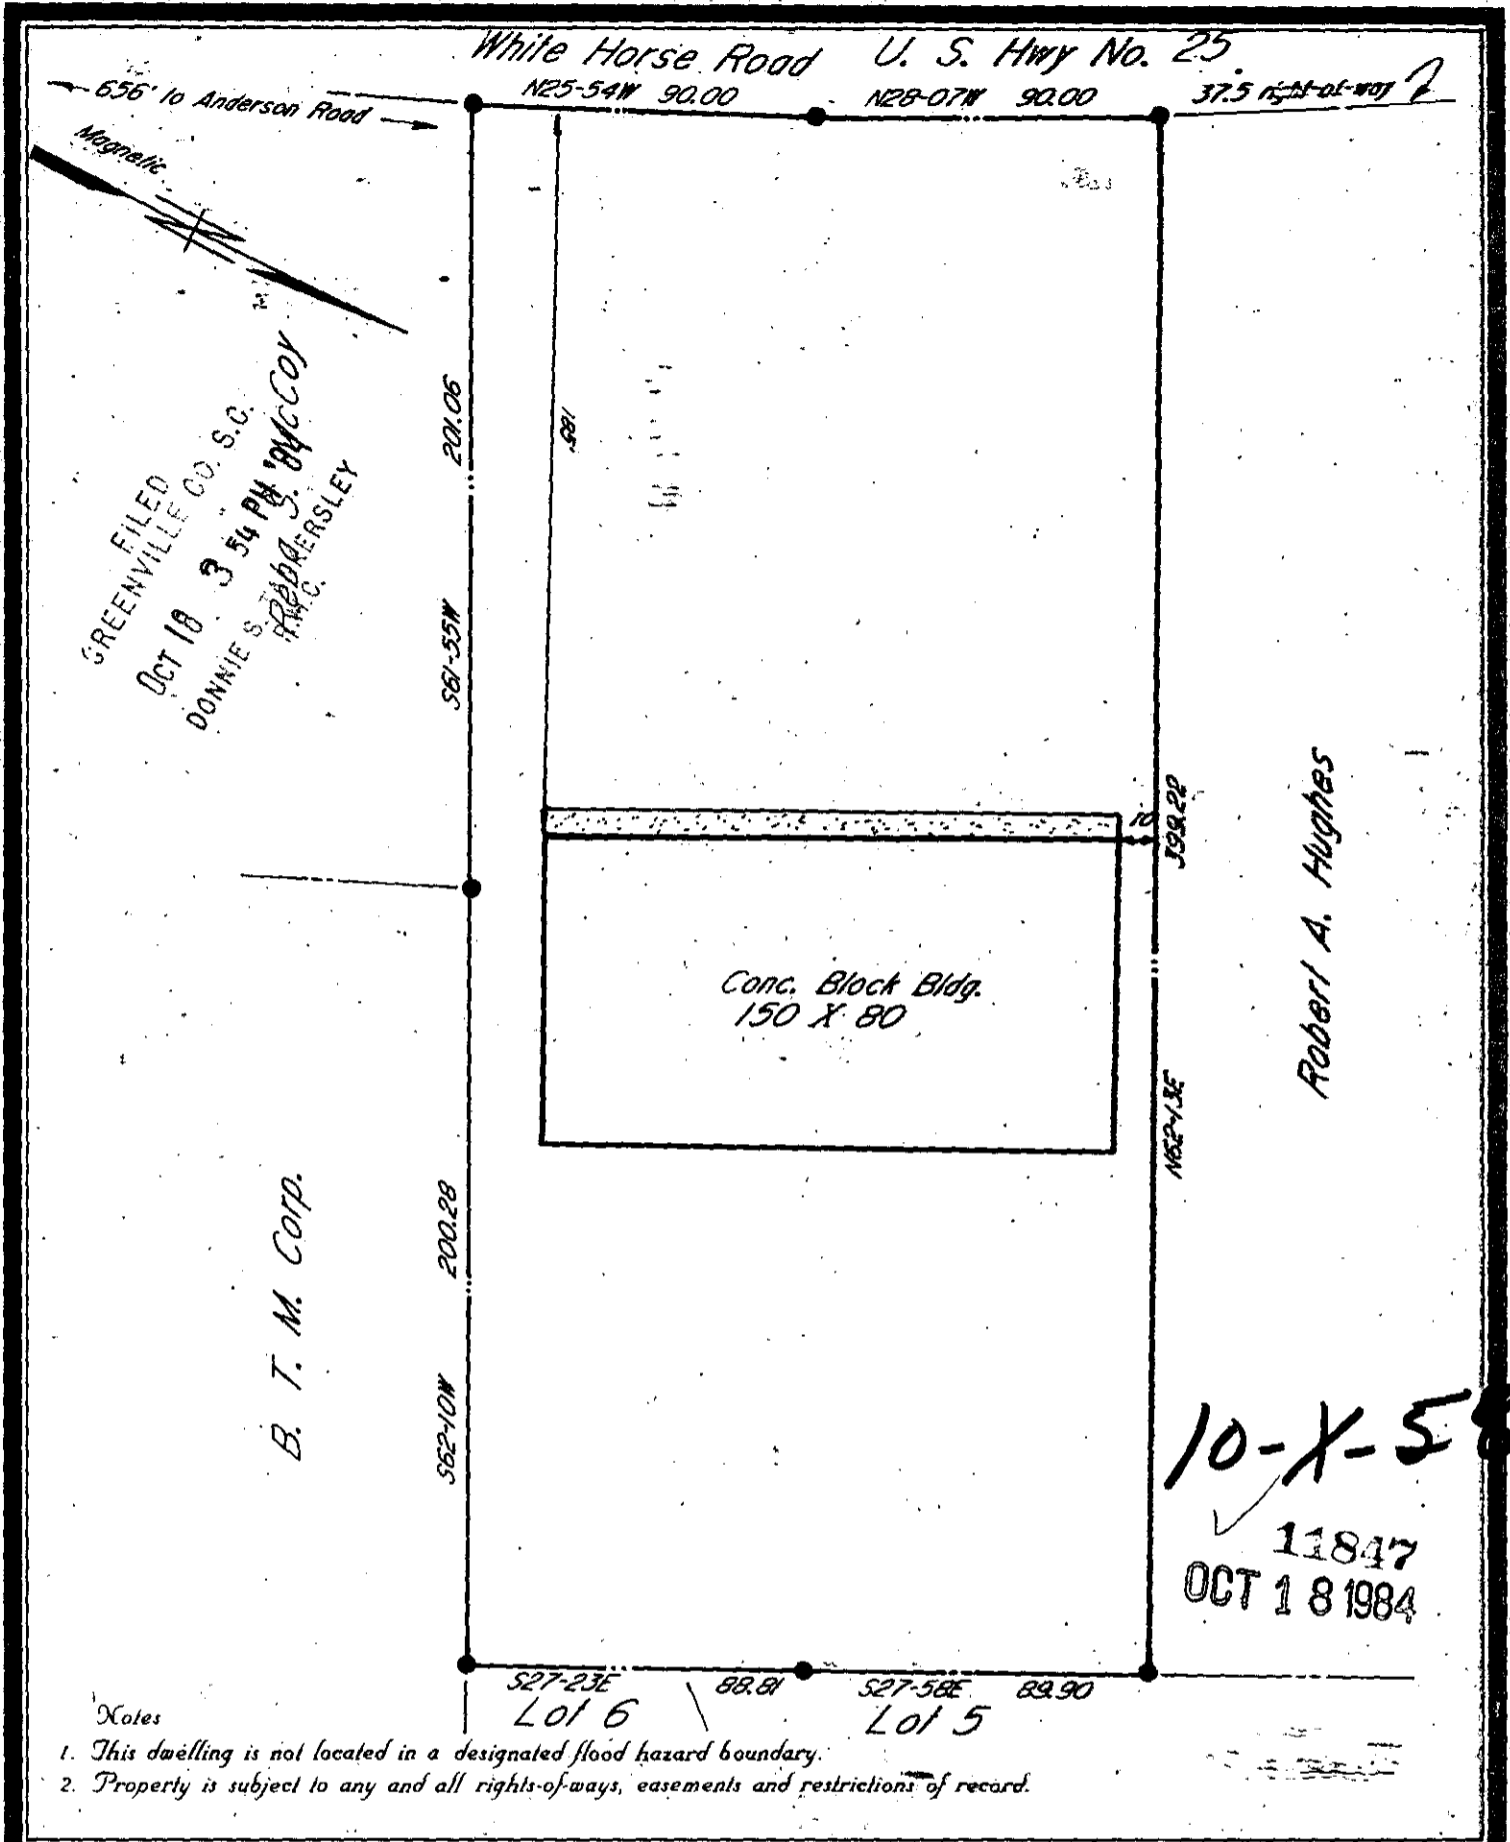 White Horse Road U. S. Hwy No. 25
656' to Anderson Road
N25-54W 90.00
N28-07W 90.00
37.5 right-of-way
Magnetic
FILED
GREENVILLE CO. S.C.
OCT 18 3 54 PM '84
DONNIE S. TANKERSLEY
R.M.C.
Reba G. McCoy
201.06
S61-55W
185'
10
399.22
N62-13E
Robert A. Hughes
Conc. Block Bldg.
150 X 80
B. T. M. Corp.
200.28
S62-10W
10-X-5
11847
OCT 18 1984
S27-23E 88.81
S27-58E 89.90
Lot 6
Lot 5
Notes
1. This dwelling is not located in a designated flood hazard boundary.
2. Property is subject to any and all rights-of-ways, easements and restrictions of record.